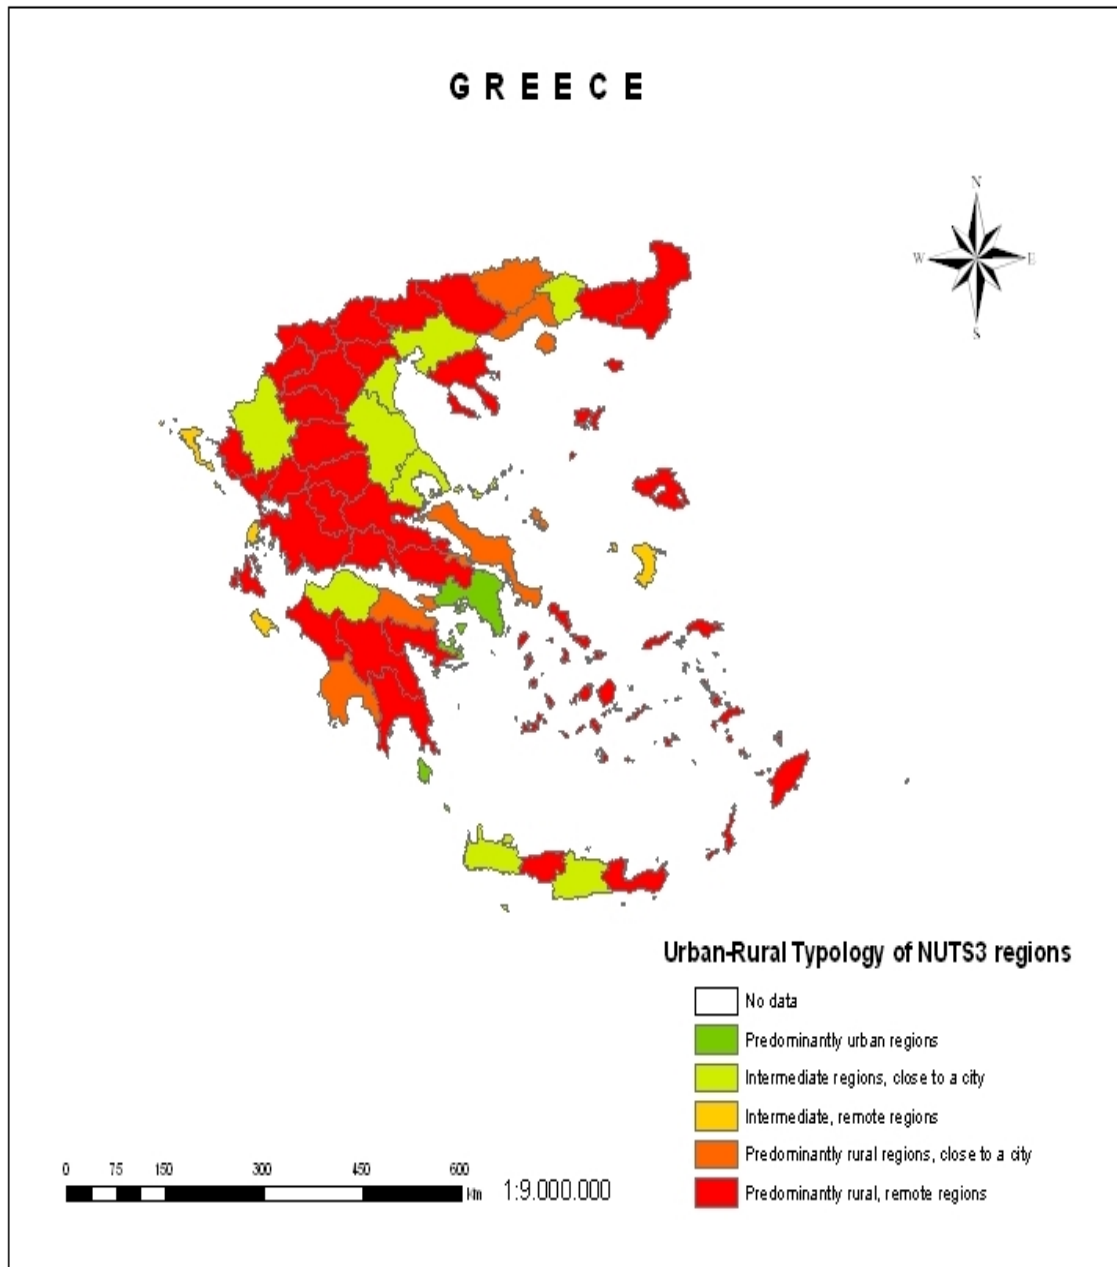 G R E E C E
N
W E
S
Urban-Rural Typology of NUTS3 regions
No data
Predominantly urban regions
Intermediate regions, close to a city
Intermediate, remote regions
Predominantly rural regions, close to a city
Predominantly rural, remote regions
0 75 150 300 450 600
Km 1:9.000.000